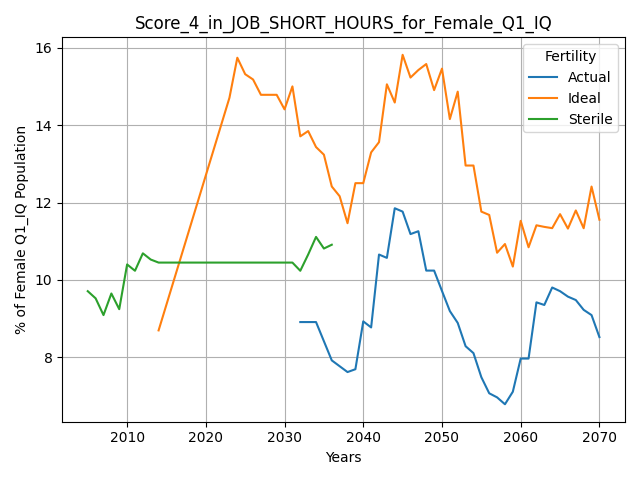 Score_4_in_JOB_SHORT_HOURS_for_Female_Q1_IQ
% of Female Q1_IQ Population
16
14
12
10
8
Fertility
Actual
Ideal
Sterile
2010 2020 2030 2040 2050 2060 2070
Years